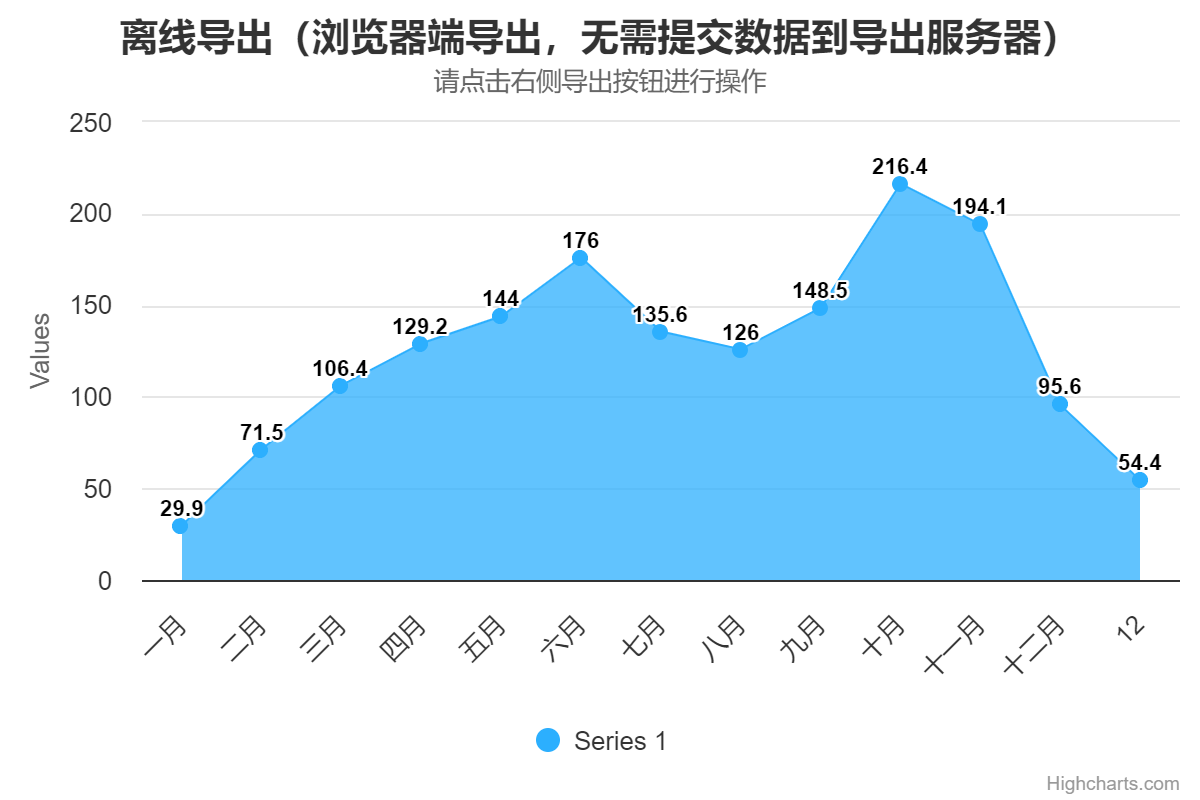 离线导出（浏览器端导出，无需提交数据到导出服务器）
请点击右侧导出按钮进行操作
250
200
150
100
50
0
Values
29.9
71.5
106.4
129.2
144
176
135.6
126
148.5
216.4
194.1
95.6
54.4
一月
二月
三月
四月
五月
六月
七月
八月
九月
十月
十一月
十二月
12
Series 1
Highcharts.com